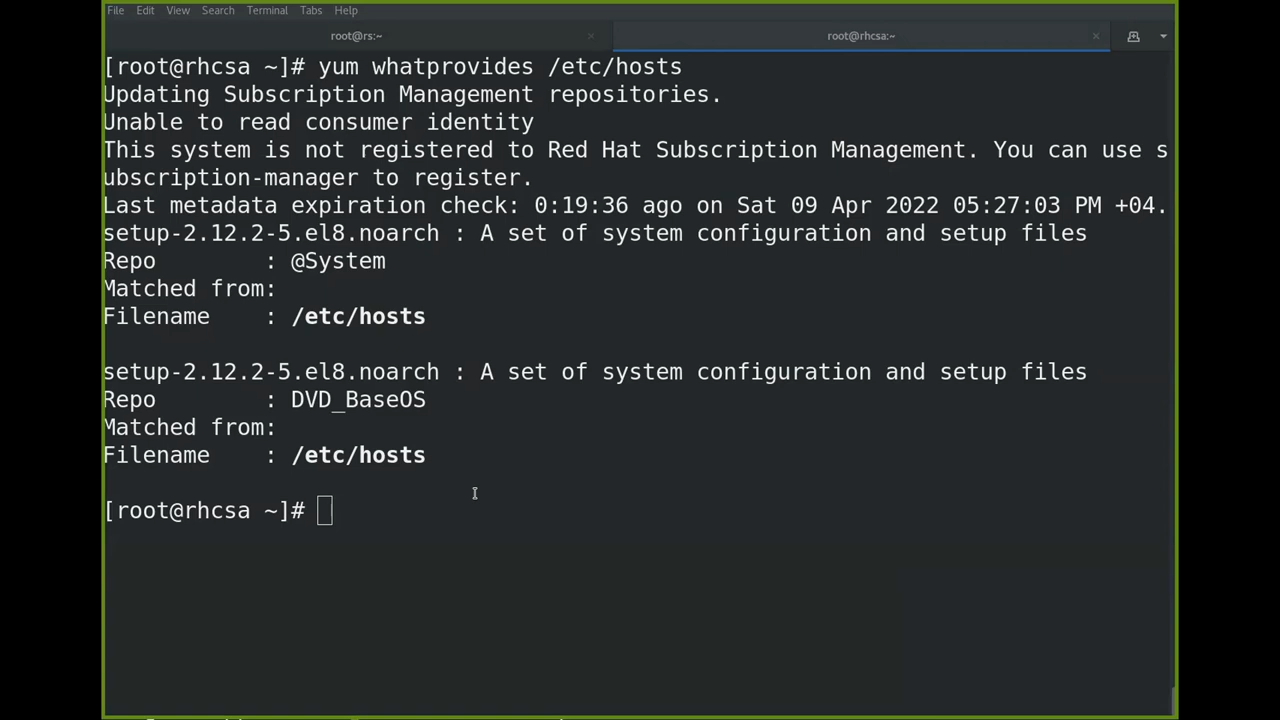 File Edit View Search Terminal Tabs Help
root@rs:~ × root@rhcsa:~ ×
[root@rhcsa ~]# yum whatprovides /etc/hosts
Updating Subscription Management repositories.
Unable to read consumer identity
This system is not registered to Red Hat Subscription Management. You can use s
ubscription-manager to register.
Last metadata expiration check: 0:19:36 ago on Sat 09 Apr 2022 05:27:03 PM +04.
setup-2.12.2-5.el8.noarch : A set of system configuration and setup files
Repo        : @System
Matched from:
Filename    : /etc/hosts
setup-2.12.2-5.el8.noarch : A set of system configuration and setup files
Repo        : DVD_BaseOS
Matched from:
Filename    : /etc/hosts
[root@rhcsa ~]#